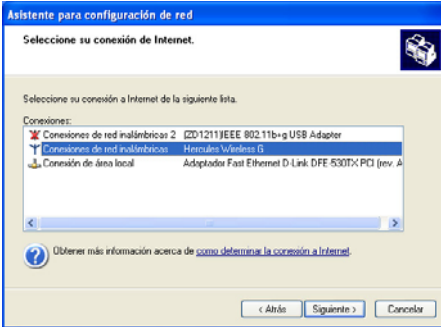 Asistente para configuración de red
Seleccione su conexión de Internet.
Seleccione su conexión a Internet de la siguiente lista.
Conexiones:
Conexiones de red inalámbricas 2 (ZD1211)IEEE 802.11b+g USB Adapter
Conexiones de red inalámbricas Hercules Wireless G
Conexión de área local Adaptador Fast Ethernet D-Link DFE-530TX PCI (rev. A
Obtener más información acerca de como determinar la conexión a Internet.
< Atrás Siguiente > Cancelar